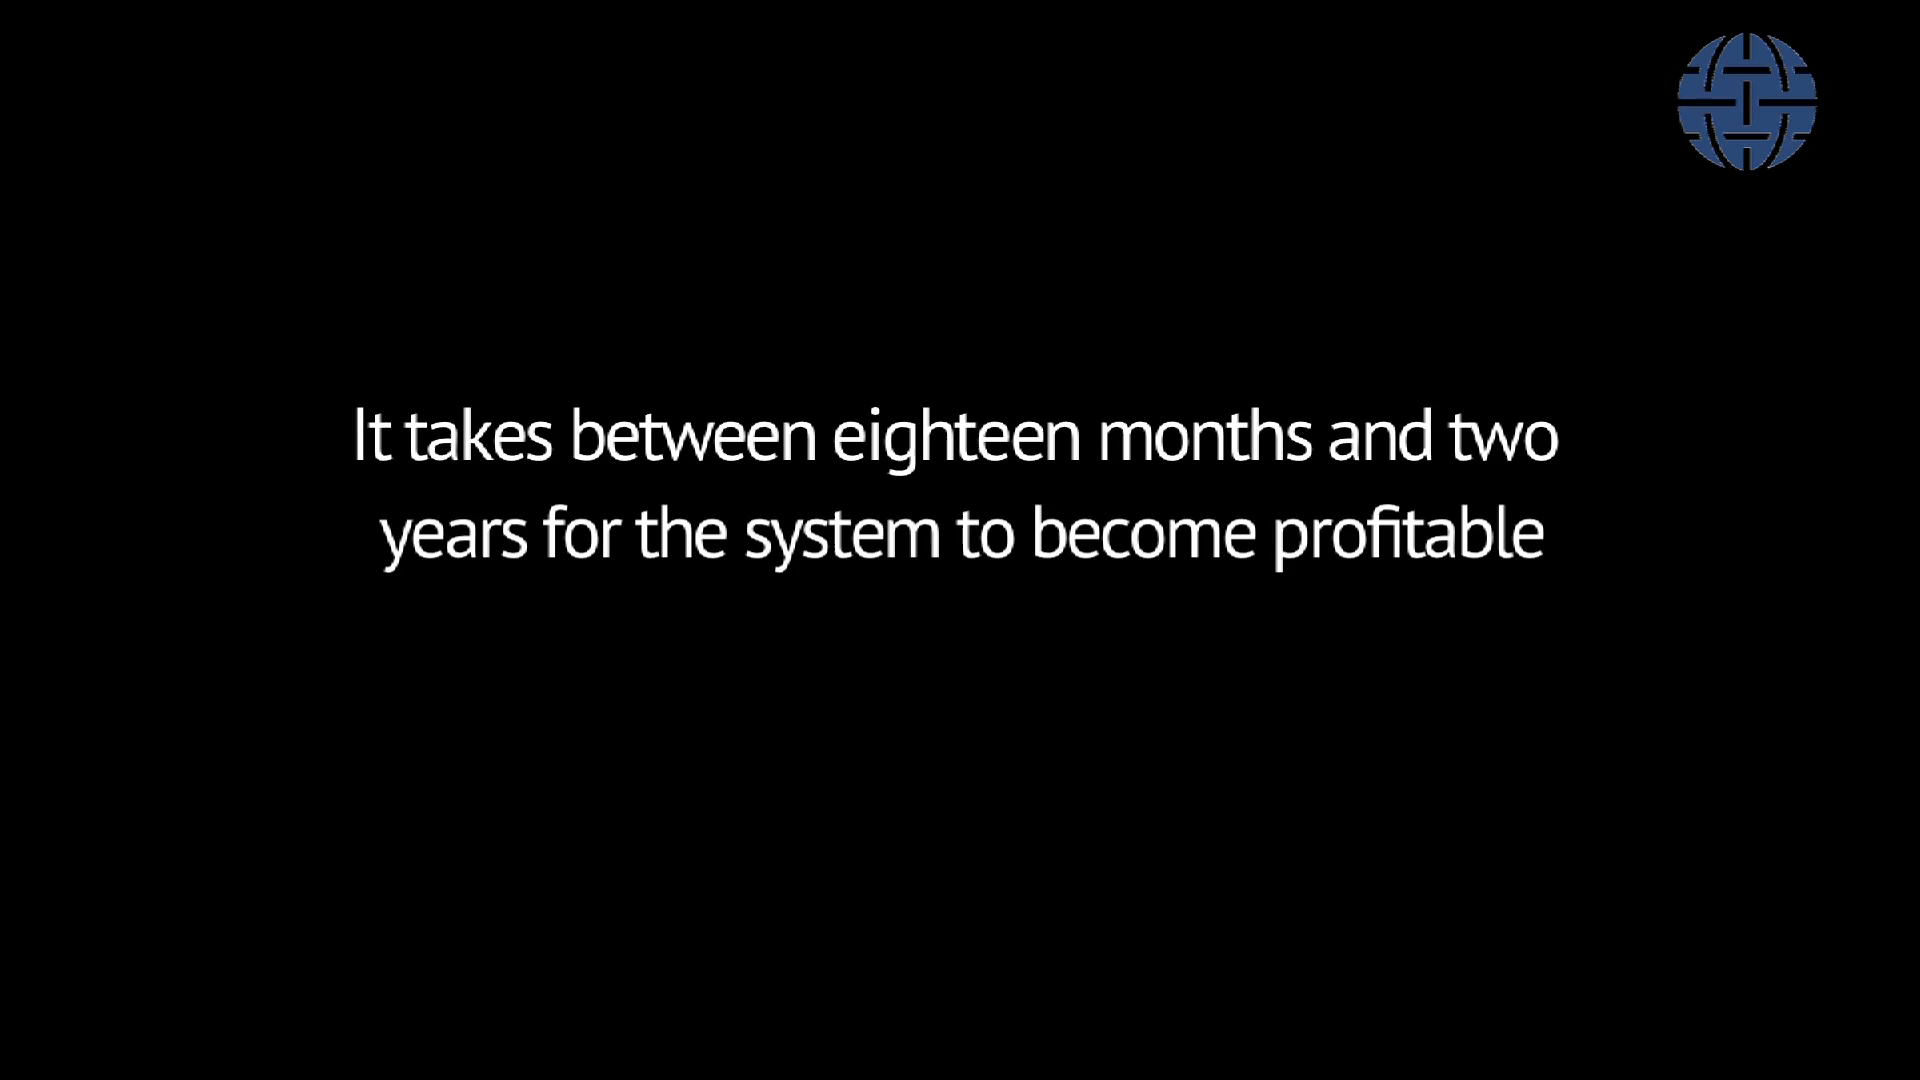 It takes between eighteen months and two
years for the system to become profitable